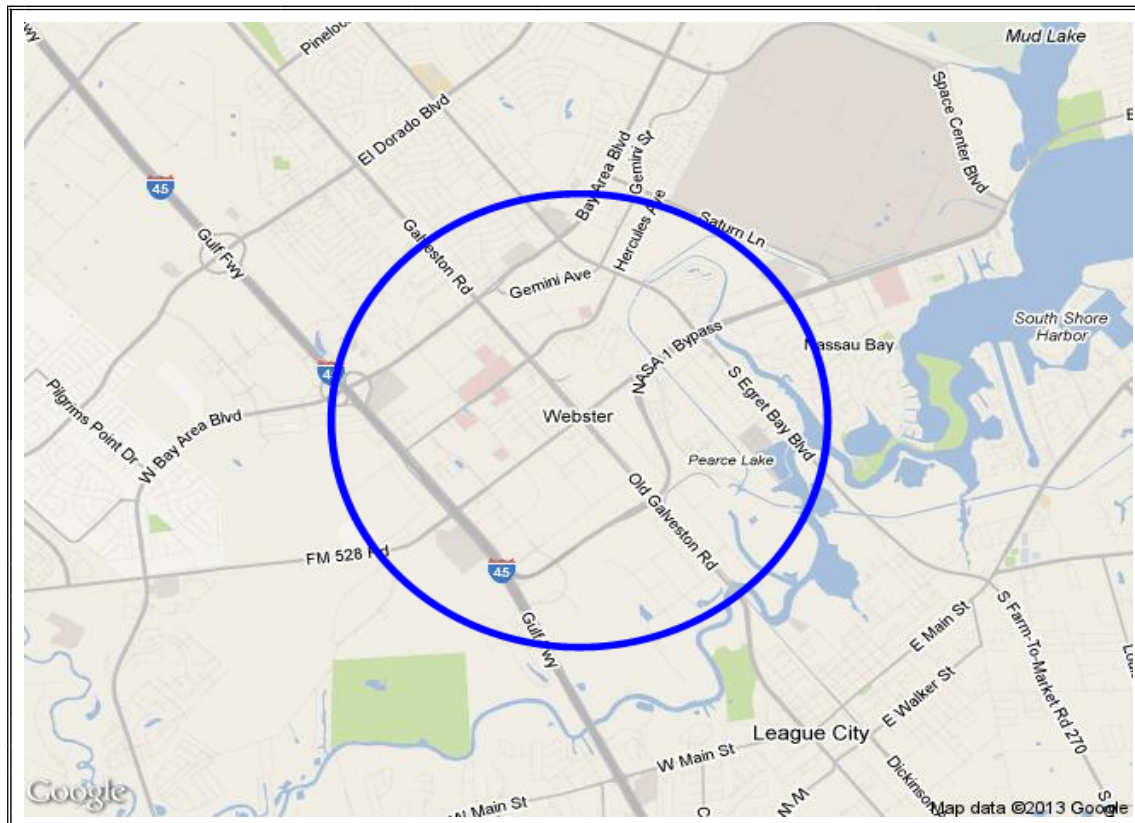 Mud Lake
Pinelock
Space Center Blvd
El Dorado Blvd
Bay Area Blvd
Gemini St
45
Hercules Ave
Saturn Ln
Galveston Rd
Gulf Fwy
Gemini Ave
South Shore
Harbor
NASA 1 Bypass
Nassau Bay
45
Pilgrims Point Dr
W Bay Area Blvd
S Egret Bay Blvd
Webster
Pearce Lake
Old Galveston Rd
FM 528 Rd
45
Gulf Fwy
S Farm-To-Market Rd 270
E Main St
E Walker St
League City
W Main St
Dickinson
W Main St
Google
Map data ©2013 Google